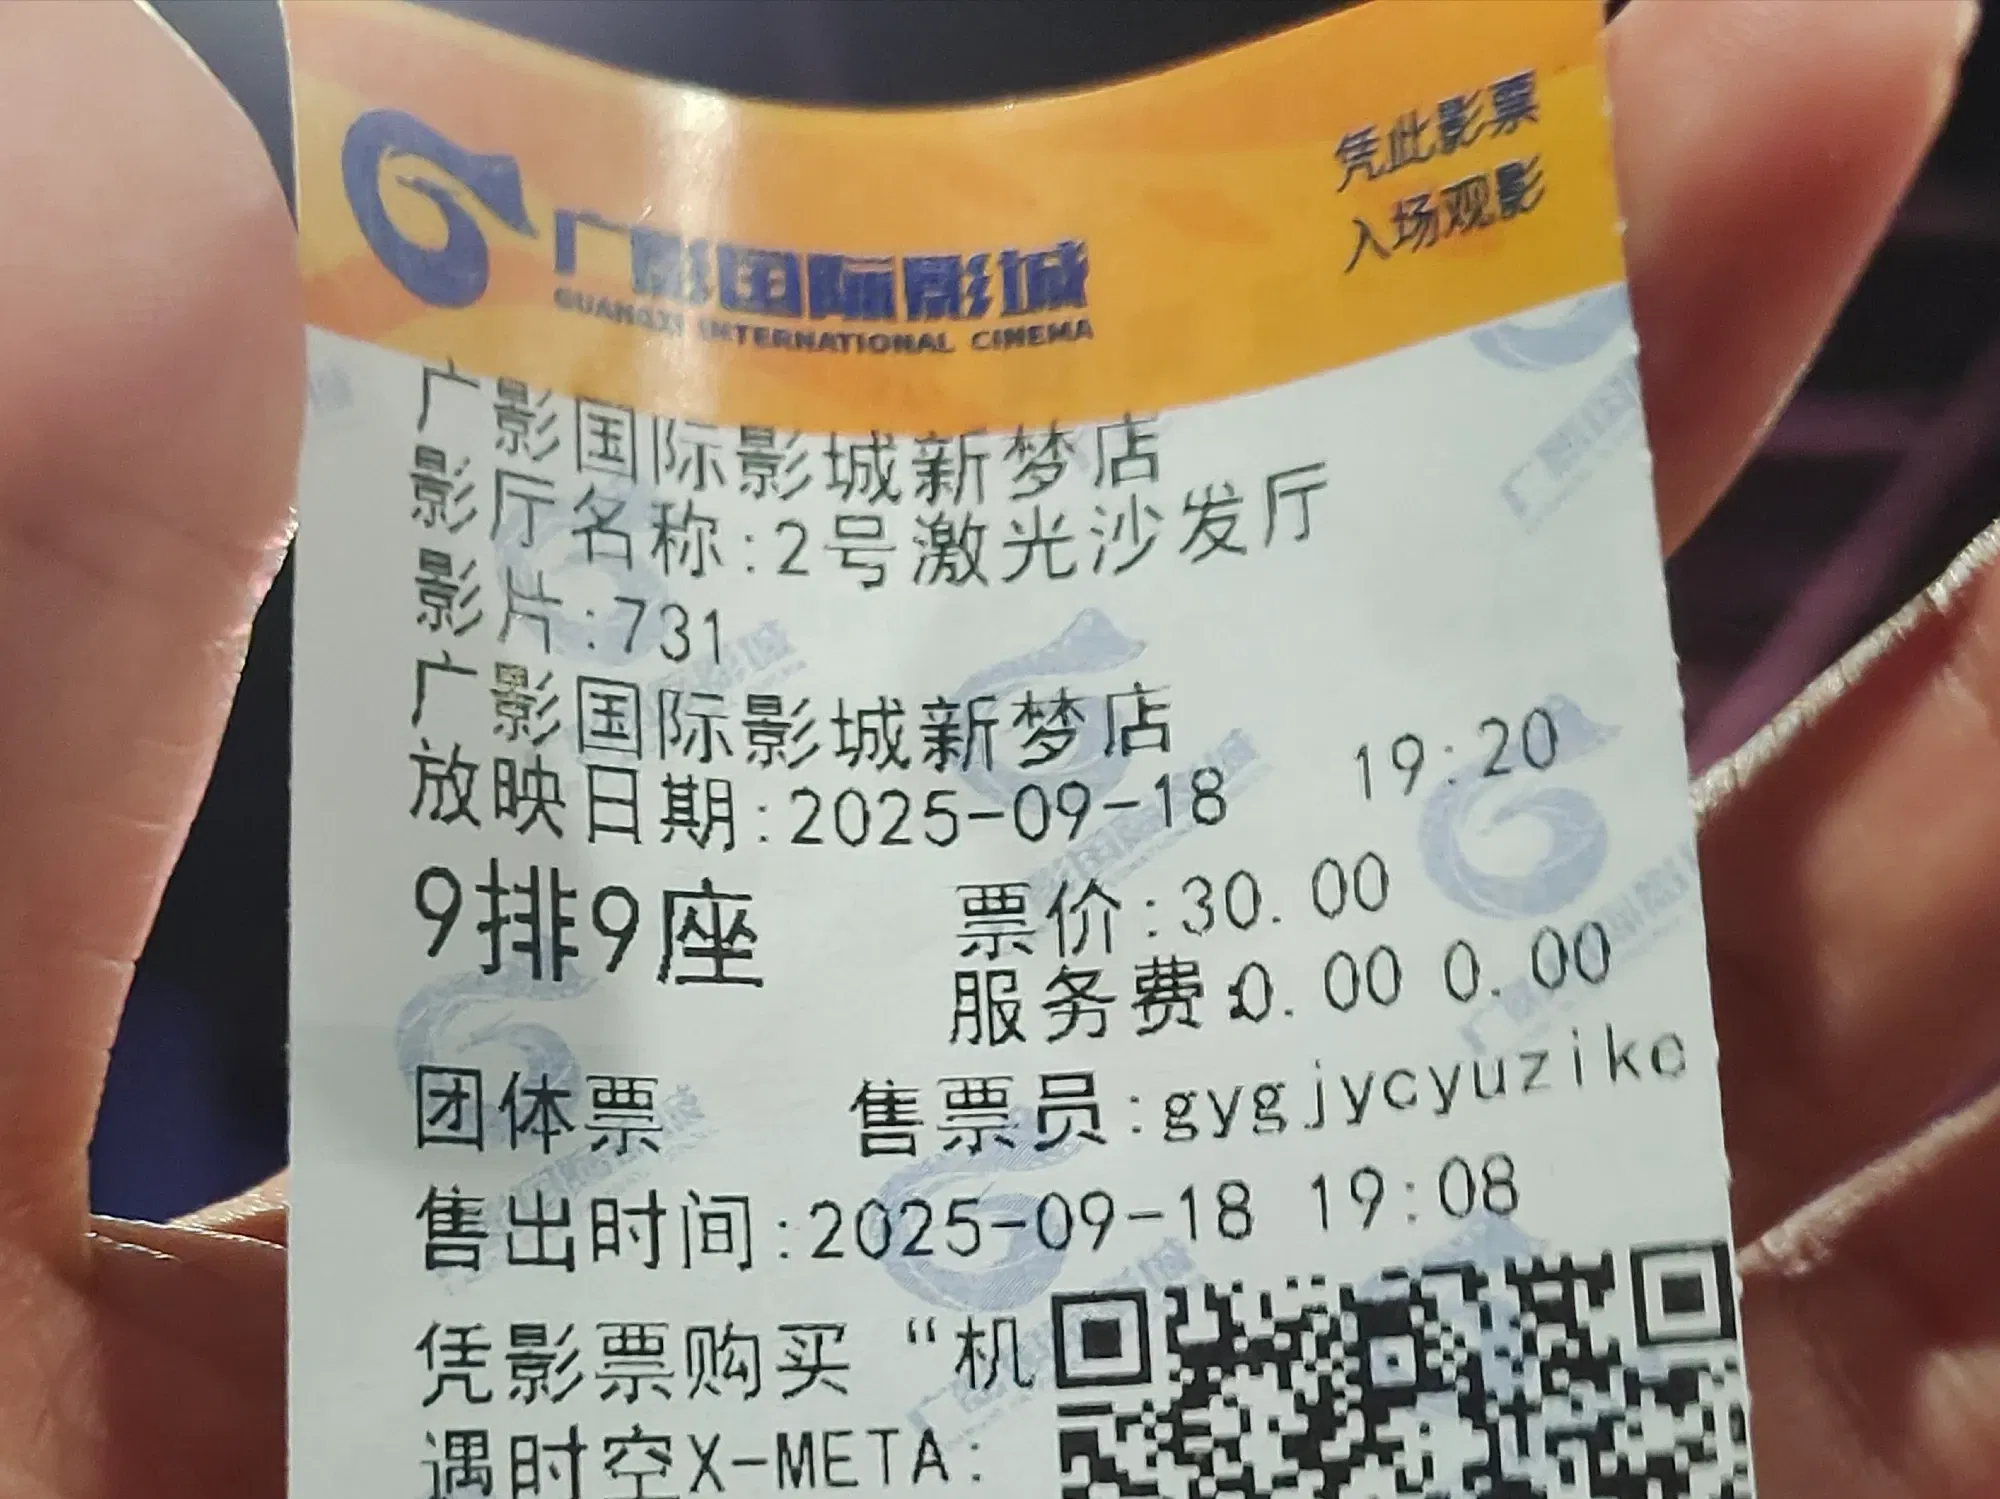 广影国际影城
GUANGXI INTERNATIONAL CINEMA
凭此影票
入场观影
广影国际影城新梦店
影厅名称:2号激光沙发厅
影片:731
广影国际影城新梦店
放映日期:2025-09-18 19:20
9排9座 票价:30.00
服务费:0.00 0.00
团体票 售票员:gygjycyuzikc
售出时间:2025-09-18 19:08
凭影票购买“机
遇时空X-META: